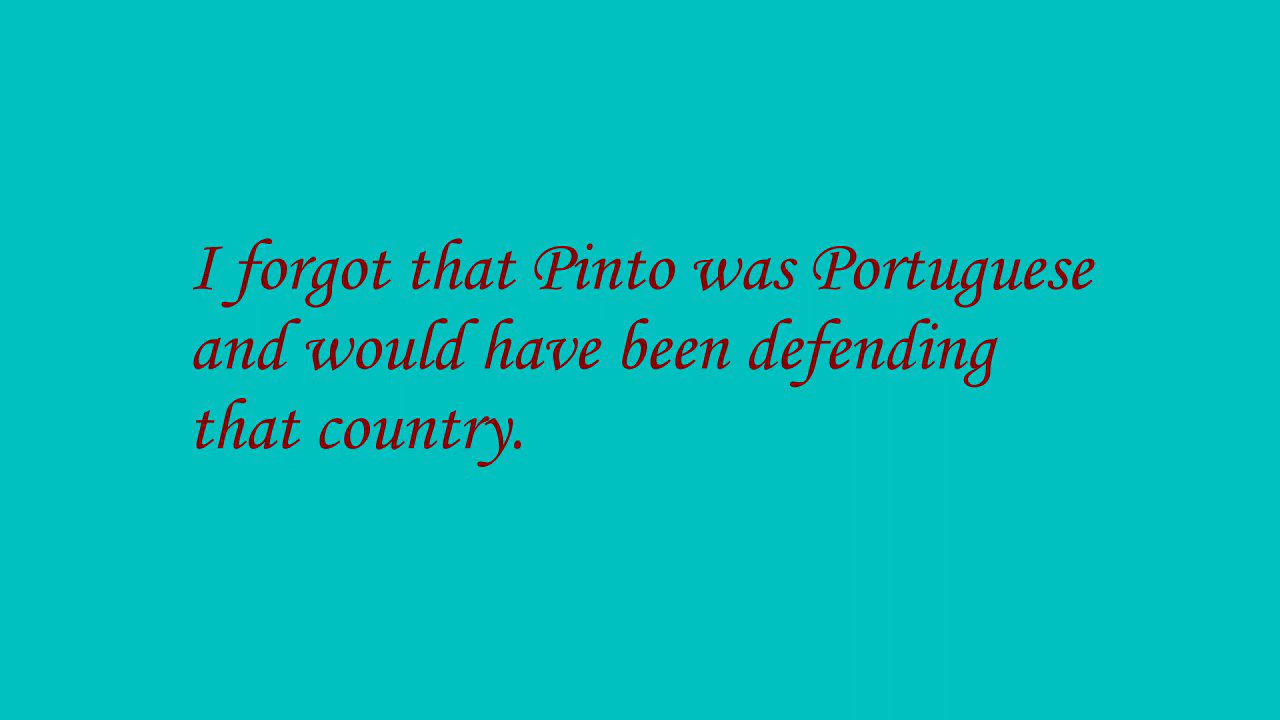 I forgot that Pinto was Portuguese
and would have been defending
that country.